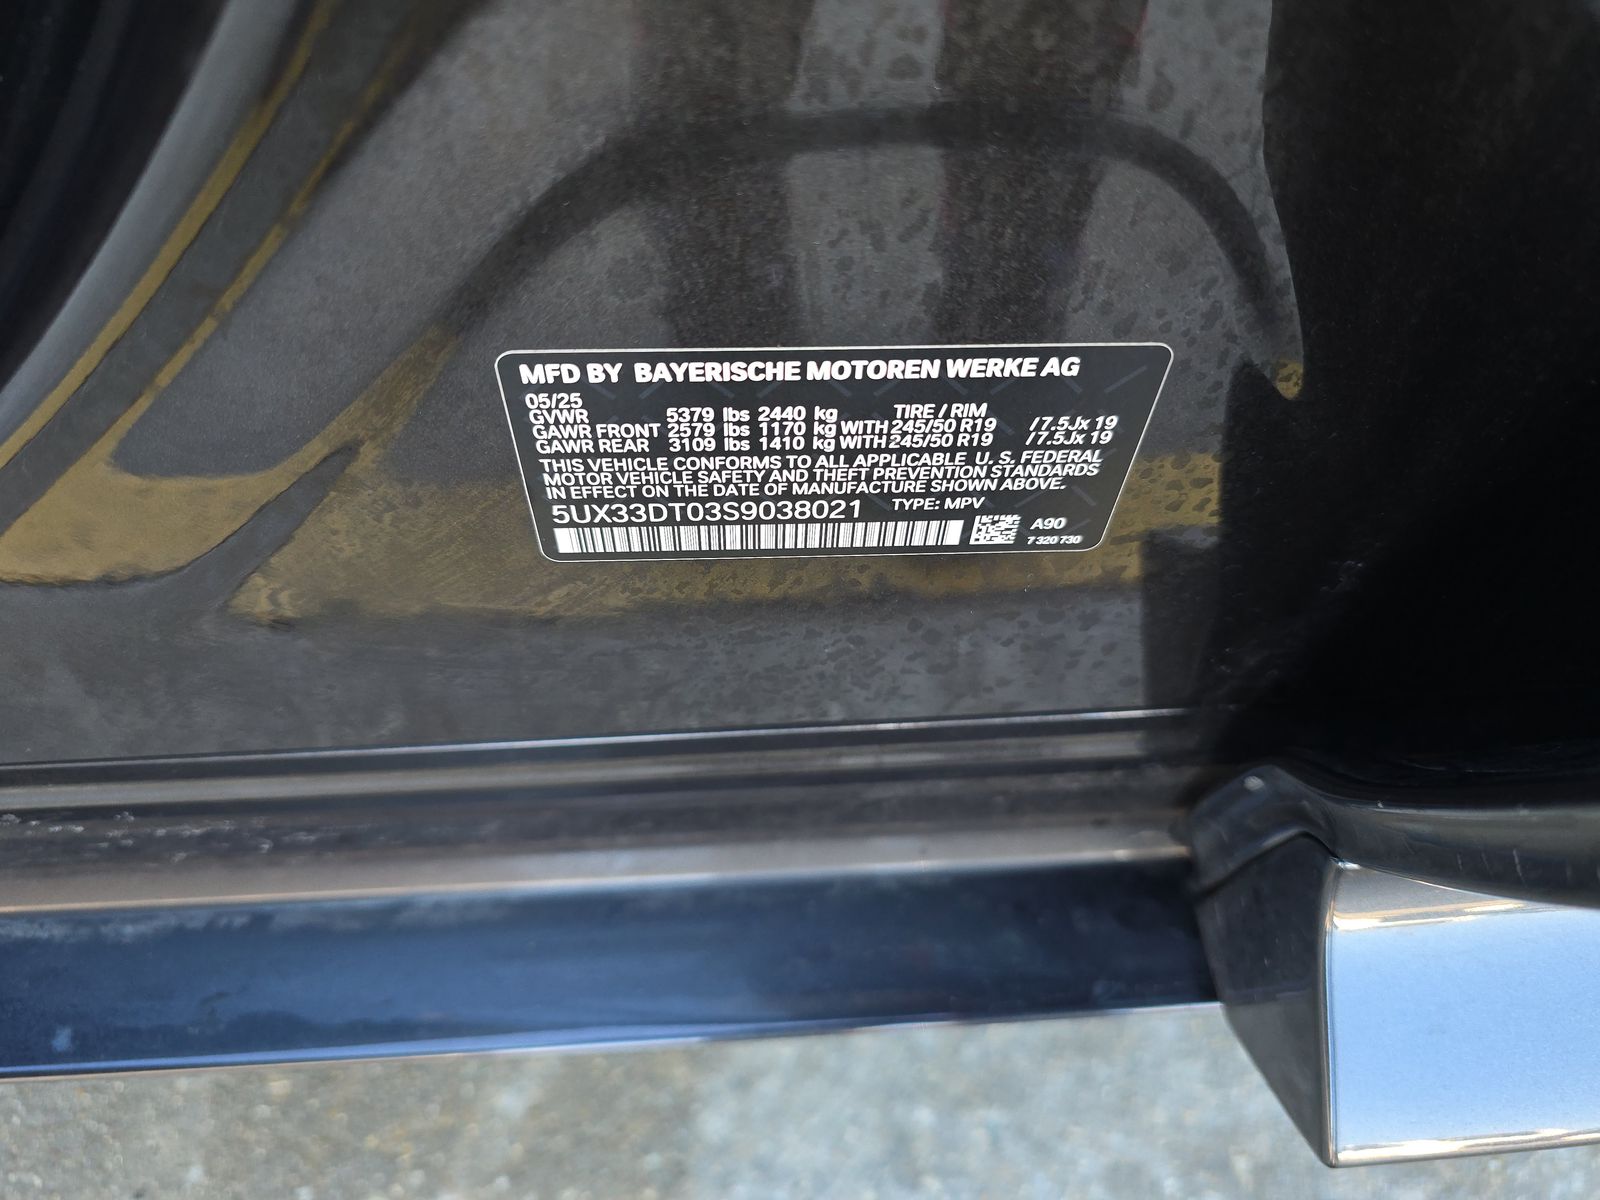 MFD BY BAYERISCHE MOTOREN WERKE AG
05/25
GVWR 5379 lbs 2440 kg TIRE / RIM
GAWR FRONT 2579 lbs 1170 kg WITH 245/50 R19 /7.5Jx 19
GAWR REAR 3109 lbs 1410 kg WITH 245/50 R19 /7.5Jx 19
THIS VEHICLE CONFORMS TO ALL APPLICABLE U. S. FEDERAL
MOTOR VEHICLE SAFETY AND THEFT PREVENTION STANDARDS
IN EFFECT ON THE DATE OF MANUFACTURE SHOWN ABOVE.
5UX33DT03S9038021 TYPE: MPV
A90
7 320 730